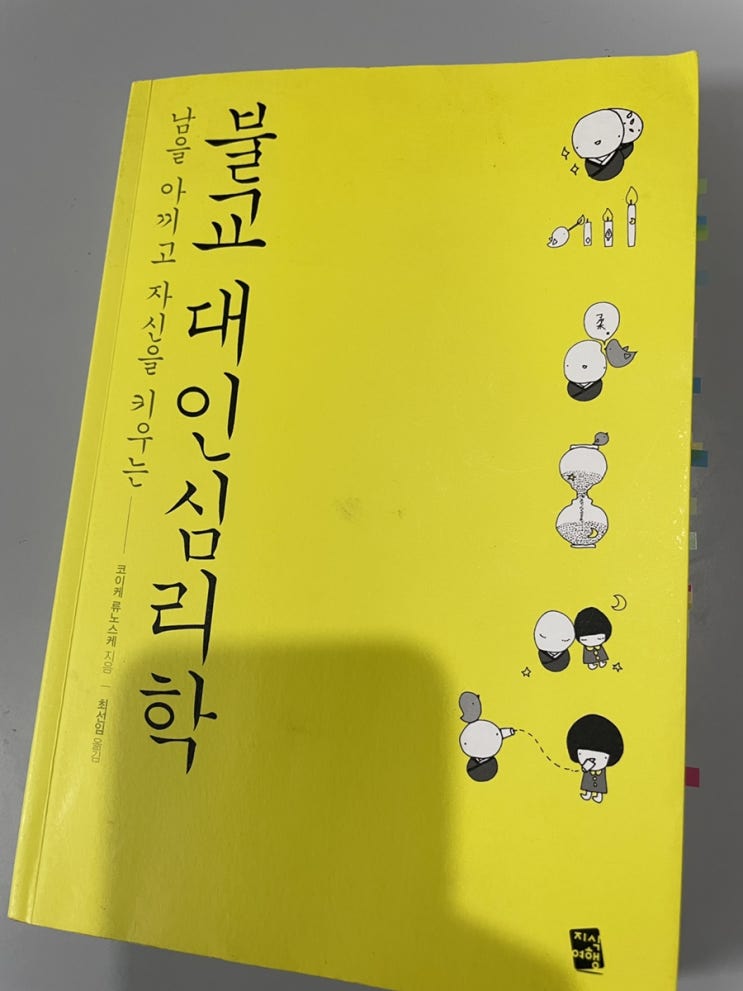 남을 아끼고 자신을 키우는
불교 대인심리학
코이케 류노스케 지음 — 최선임 옮김
柔
지식
여행